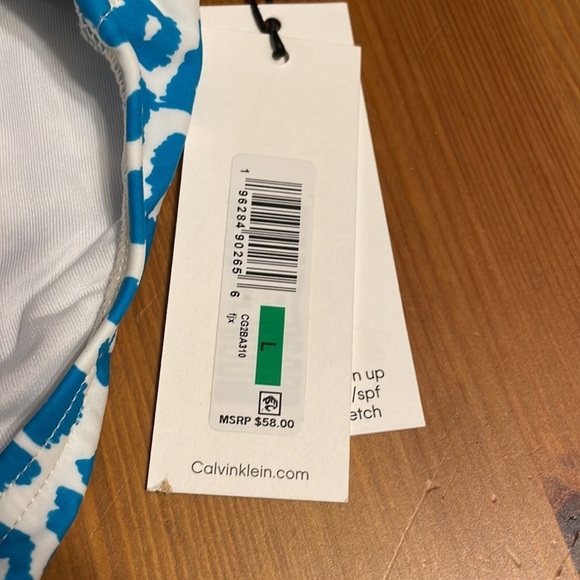 1 96284 90265 6
CG2BA310
fjx
L
MSRP $58.00
Calvinklein.com
n up
/spf
etch